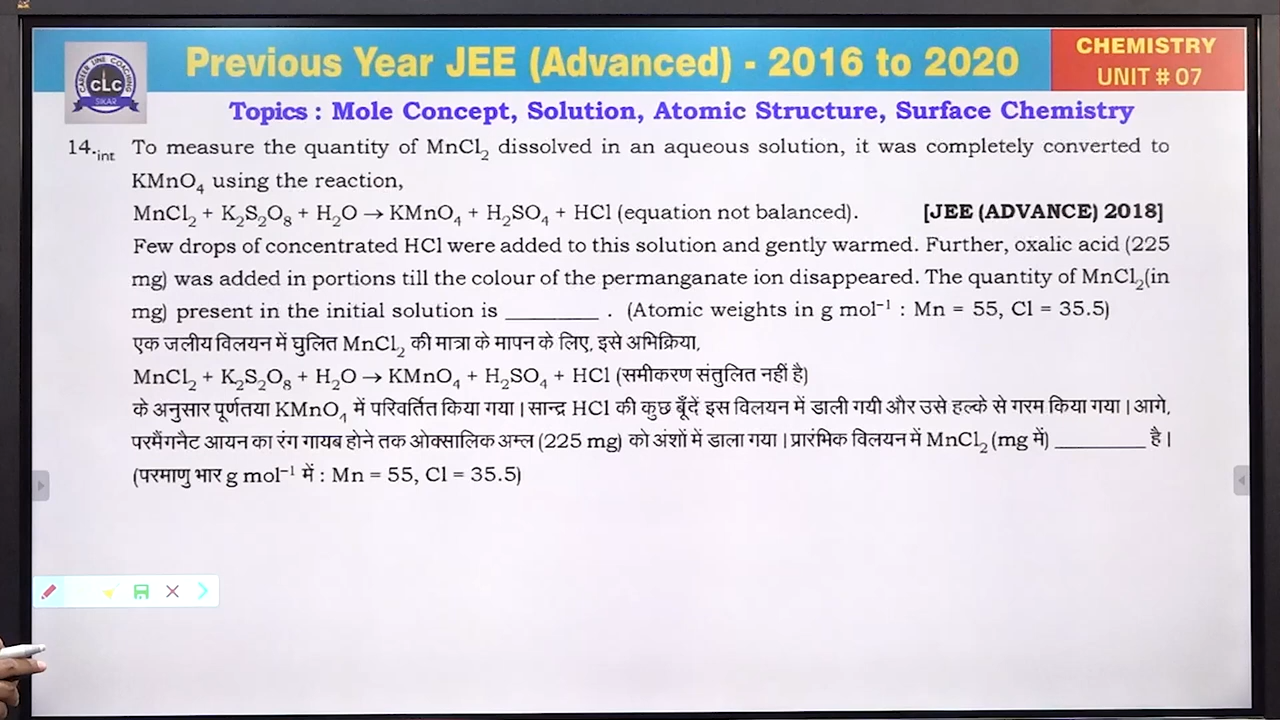 Previous Year JEE (Advanced) - 2016 to 2020
CHEMISTRY
UNIT # 07
CAREER LINE COACHING
CLC
SIKAR
Topics : Mole Concept, Solution, Atomic Structure, Surface Chemistry
14.int To measure the quantity of MnCl₂ dissolved in an aqueous solution, it was completely converted to
KMnO₄ using the reaction,
MnCl₂ + K₂S₂O₈ + H₂O → KMnO₄ + H₂SO₄ + HCl (equation not balanced). [JEE (ADVANCE) 2018]
Few drops of concentrated HCl were added to this solution and gently warmed. Further, oxalic acid (225
mg) was added in portions till the colour of the permanganate ion disappeared. The quantity of MnCl₂(in
mg) present in the initial solution is ________ . (Atomic weights in g mol⁻¹ : Mn = 55, Cl = 35.5)
एक जलीय विलयन में घुलित MnCl₂ की मात्रा के मापन के लिए, इसे अभिक्रिया,
MnCl₂ + K₂S₂O₈ + H₂O → KMnO₄ + H₂SO₄ + HCl (समीकरण संतुलित नहीं है)
के अनुसार पूर्णतया KMnO₄ में परिवर्तित किया गया । सान्द्र HCl की कुछ बूँदें इस विलयन में डाली गयी और उसे हल्के से गरम किया गया । आगे,
परमैंगनैट आयन का रंग गायब होने तक ओक्सालिक अम्ल (225 mg) को अंशों में डाला गया । प्रारंभिक विलयन में MnCl₂ (mg में) ________ है ।
(परमाणु भार g mol⁻¹ में : Mn = 55, Cl = 35.5)